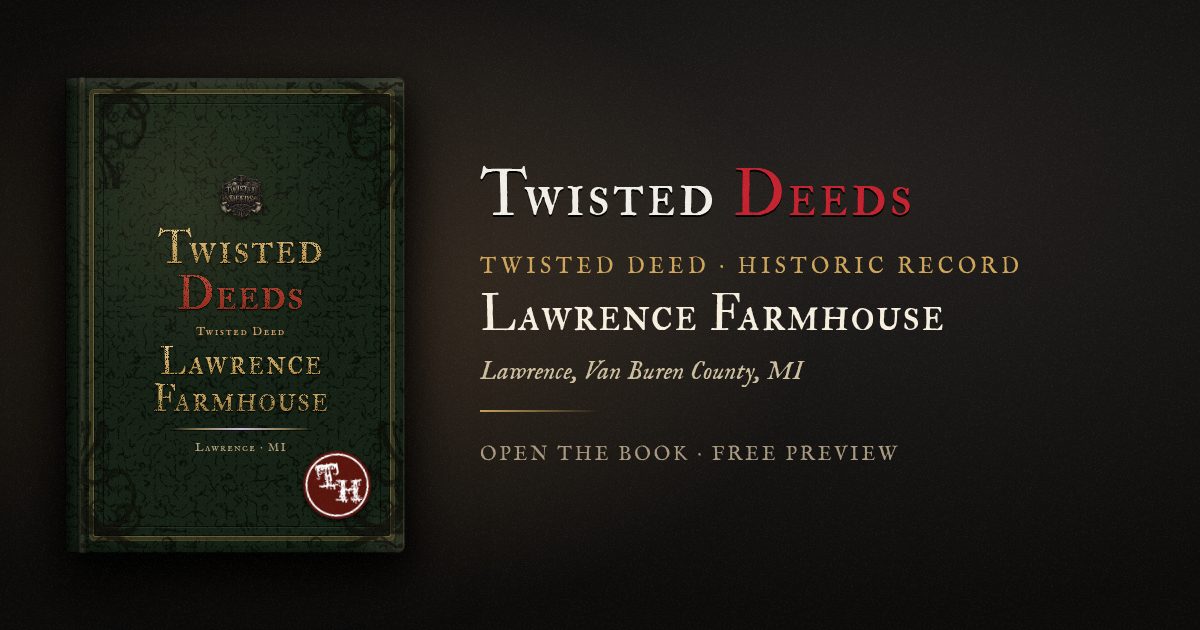 TWISTED
DEEDS
TWISTED
DEEDS
TWISTED DEED
LAWRENCE
FARMHOUSE
LAWRENCE · MI
TH
TWISTED DEEDS
TWISTED DEED · HISTORIC RECORD
LAWRENCE FARMHOUSE
Lawrence, Van Buren County, MI
OPEN THE BOOK · FREE PREVIEW